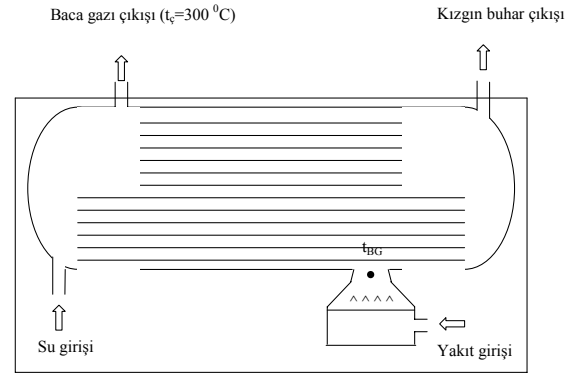 Baca gazı çıkışı (tç=300 ⁰C)
Kızgın buhar çıkışı
tBG
Su girişi
Yakıt girişi